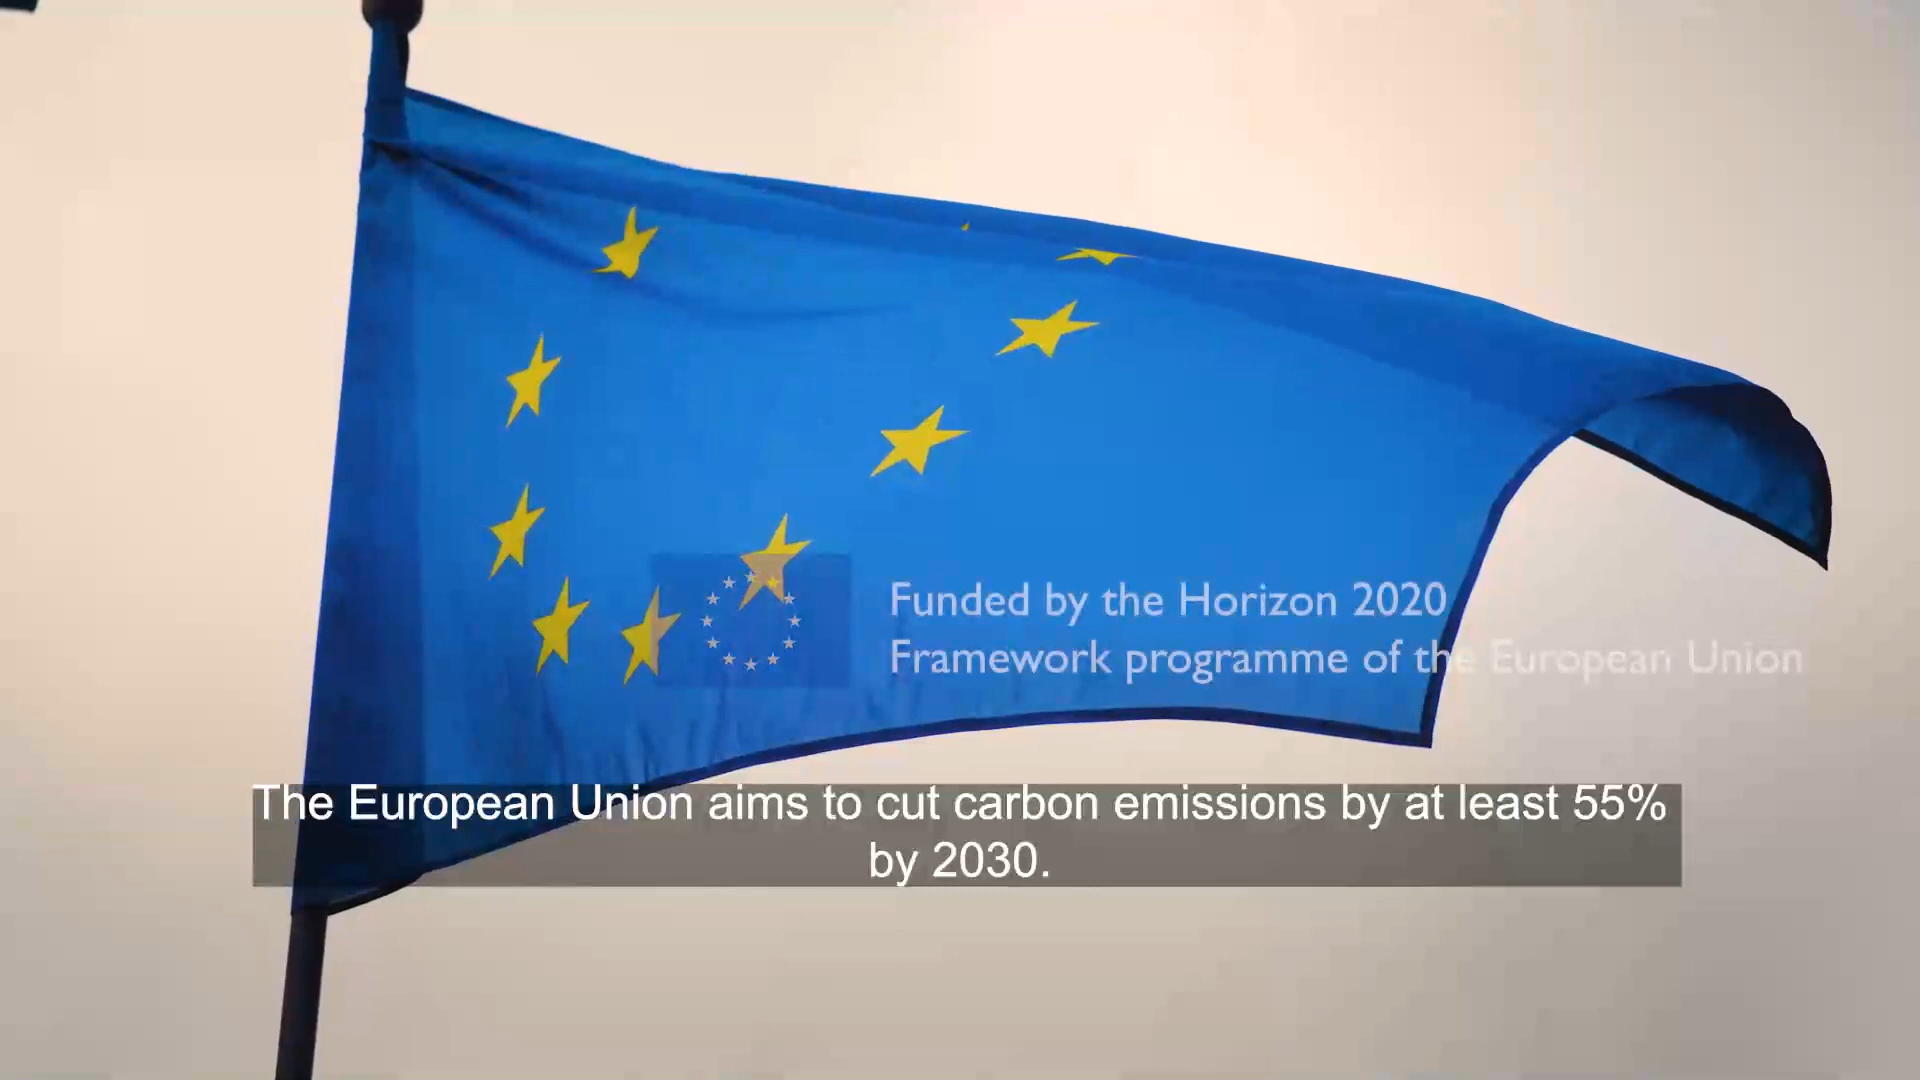 Funded by the Horizon 2020
Framework programme of the European Union
The European Union aims to cut carbon emissions by at least 55%
by 2030.